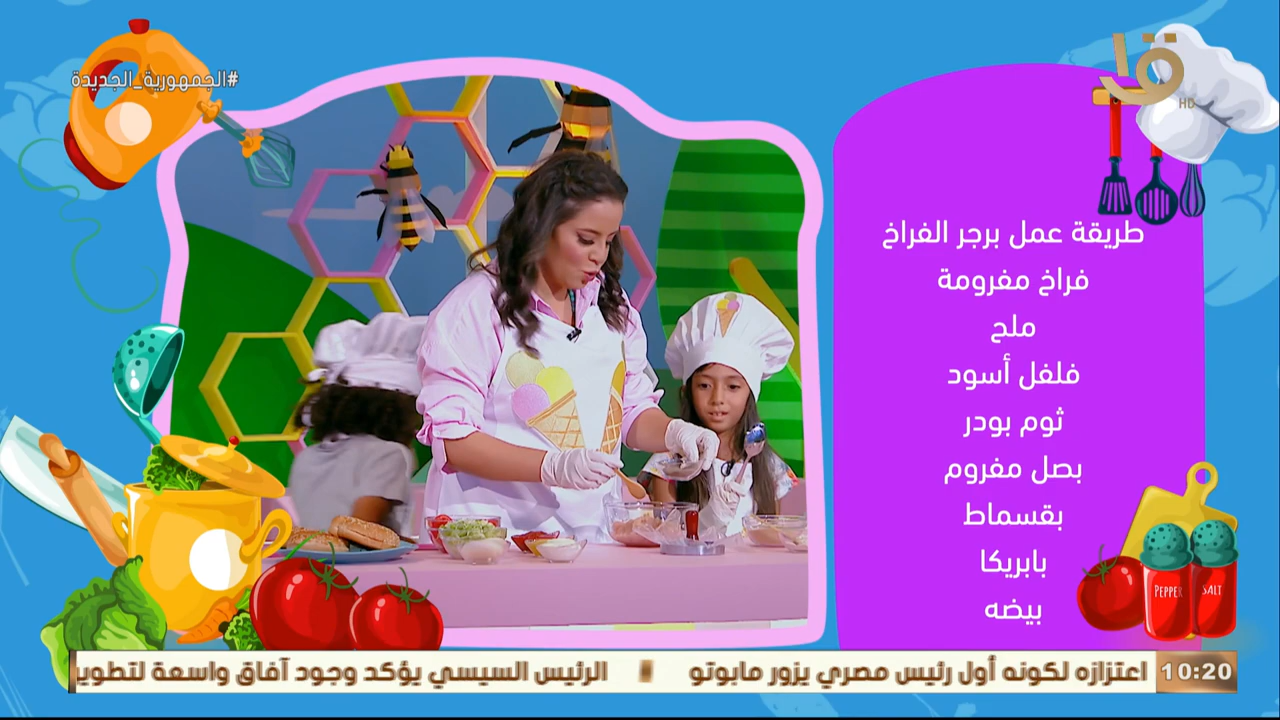 #الجمهورية_الجديدة
HD
طريقة عمل برجر الفراخ
فراخ مفرومة
ملح
فلفل أسود
ثوم بودر
بصل مفروم
بقسماط
بابريكا
بيضه
PEPPER
SALT
اعتزازه لكونه أول رئيس مصري يزور مابوتو
الرئيس السيسي يؤكد وجود آفاق واسعة لتطوير
10:20